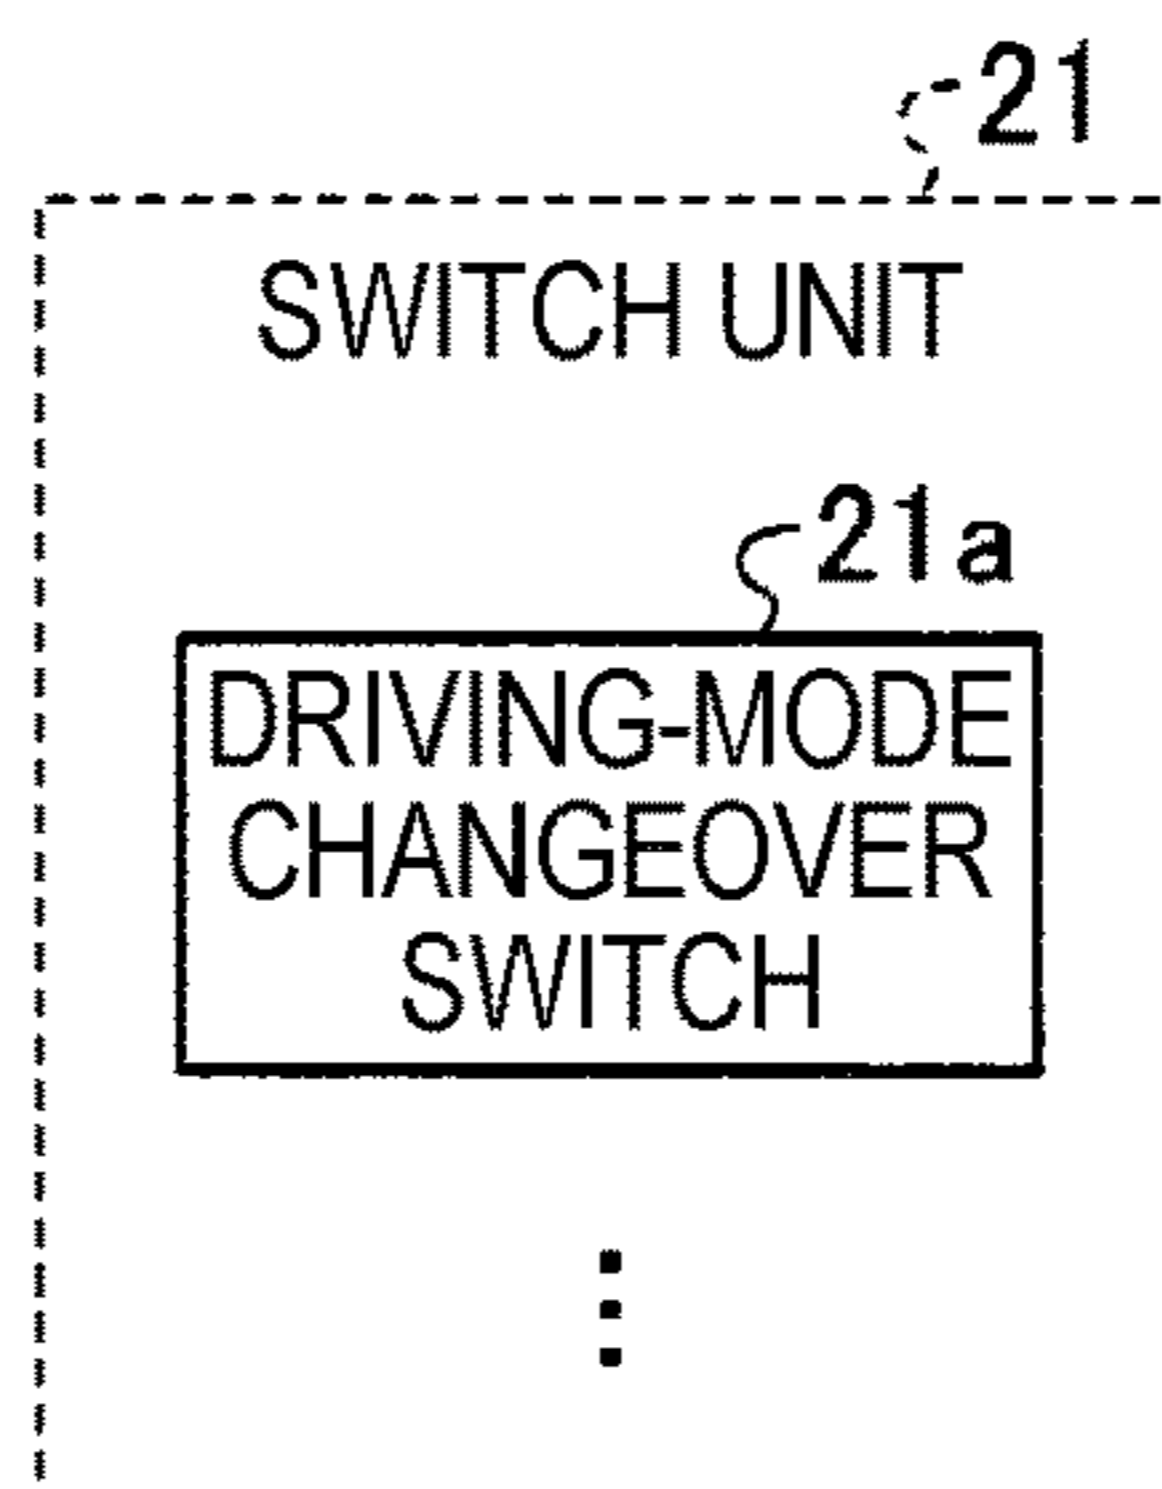 21
SWITCH UNIT
21a
DRIVING-MODE
CHANGEOVER
SWITCH